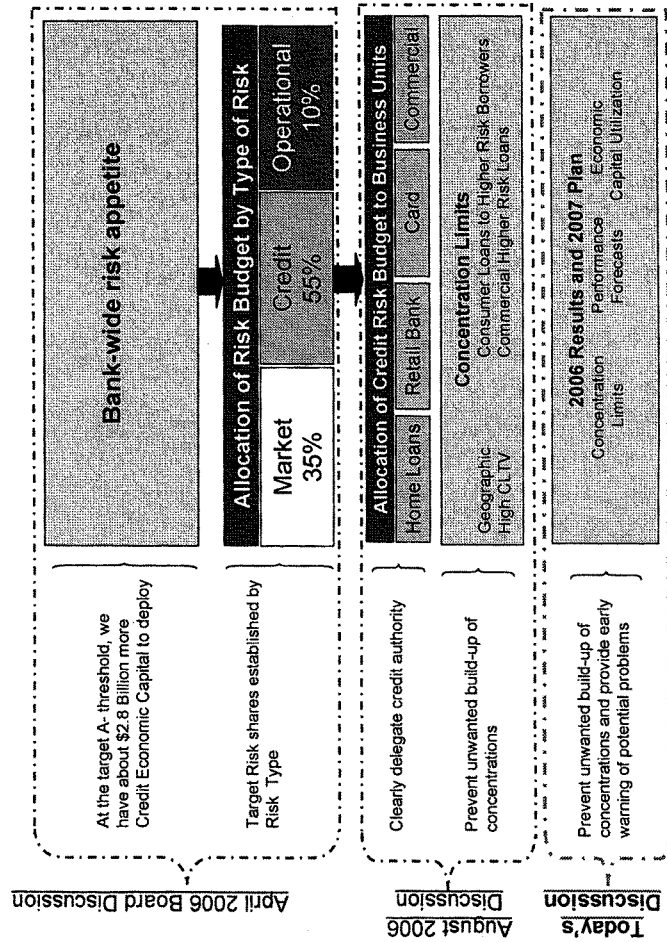 April 2006 Board Discussion
At the target A- threshold, we
have about $2.8 Billion more
Credit Economic Capital to deploy
Bank-wide risk appetite
Target Risk shares established by
Risk Type
Allocation of Risk Budget by Type of Risk
Market
35%
Credit
55%
Operational
10%
August 2006
Discussion
Clearly delegate credit authority
Allocation of Credit Risk Budget to Business Units
Home Loans
Retail Bank
Card
Commercial
Prevent unwanted build-up of
concentrations
Concentration Limits
Geographic
High CLTV
Consumer Loans to Higher Risk Borrowers
Commercial Higher Risk Loans
Today's
Discussion
Prevent unwanted build-up of
concentrations and provide early
warning of potential problems
2006 Results and 2007 Plan
Concentration
Limits
Performance
Forecasts
Economic
Capital Utilization